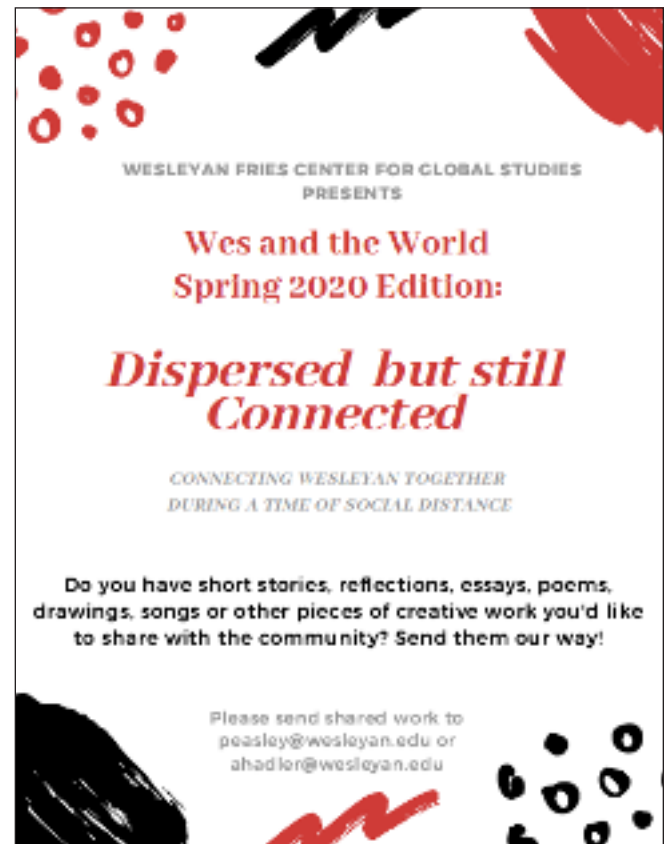 WESLEYAN FRIES CENTER FOR GLOBAL STUDIES
PRESENTS
Wes and the World
Spring 2020 Edition:
Dispersed but still
Connected
CONNECTING WESLEYAN TOGETHER
DURING A TIME OF SOCIAL DISTANCE
Do you have short stories, reflections, essays, poems,
drawings, songs or other pieces of creative work you'd like
to share with the community? Send them our way!
Please send shared work to
peasley@wesleyan.edu or
ahadler@wesleyan.edu